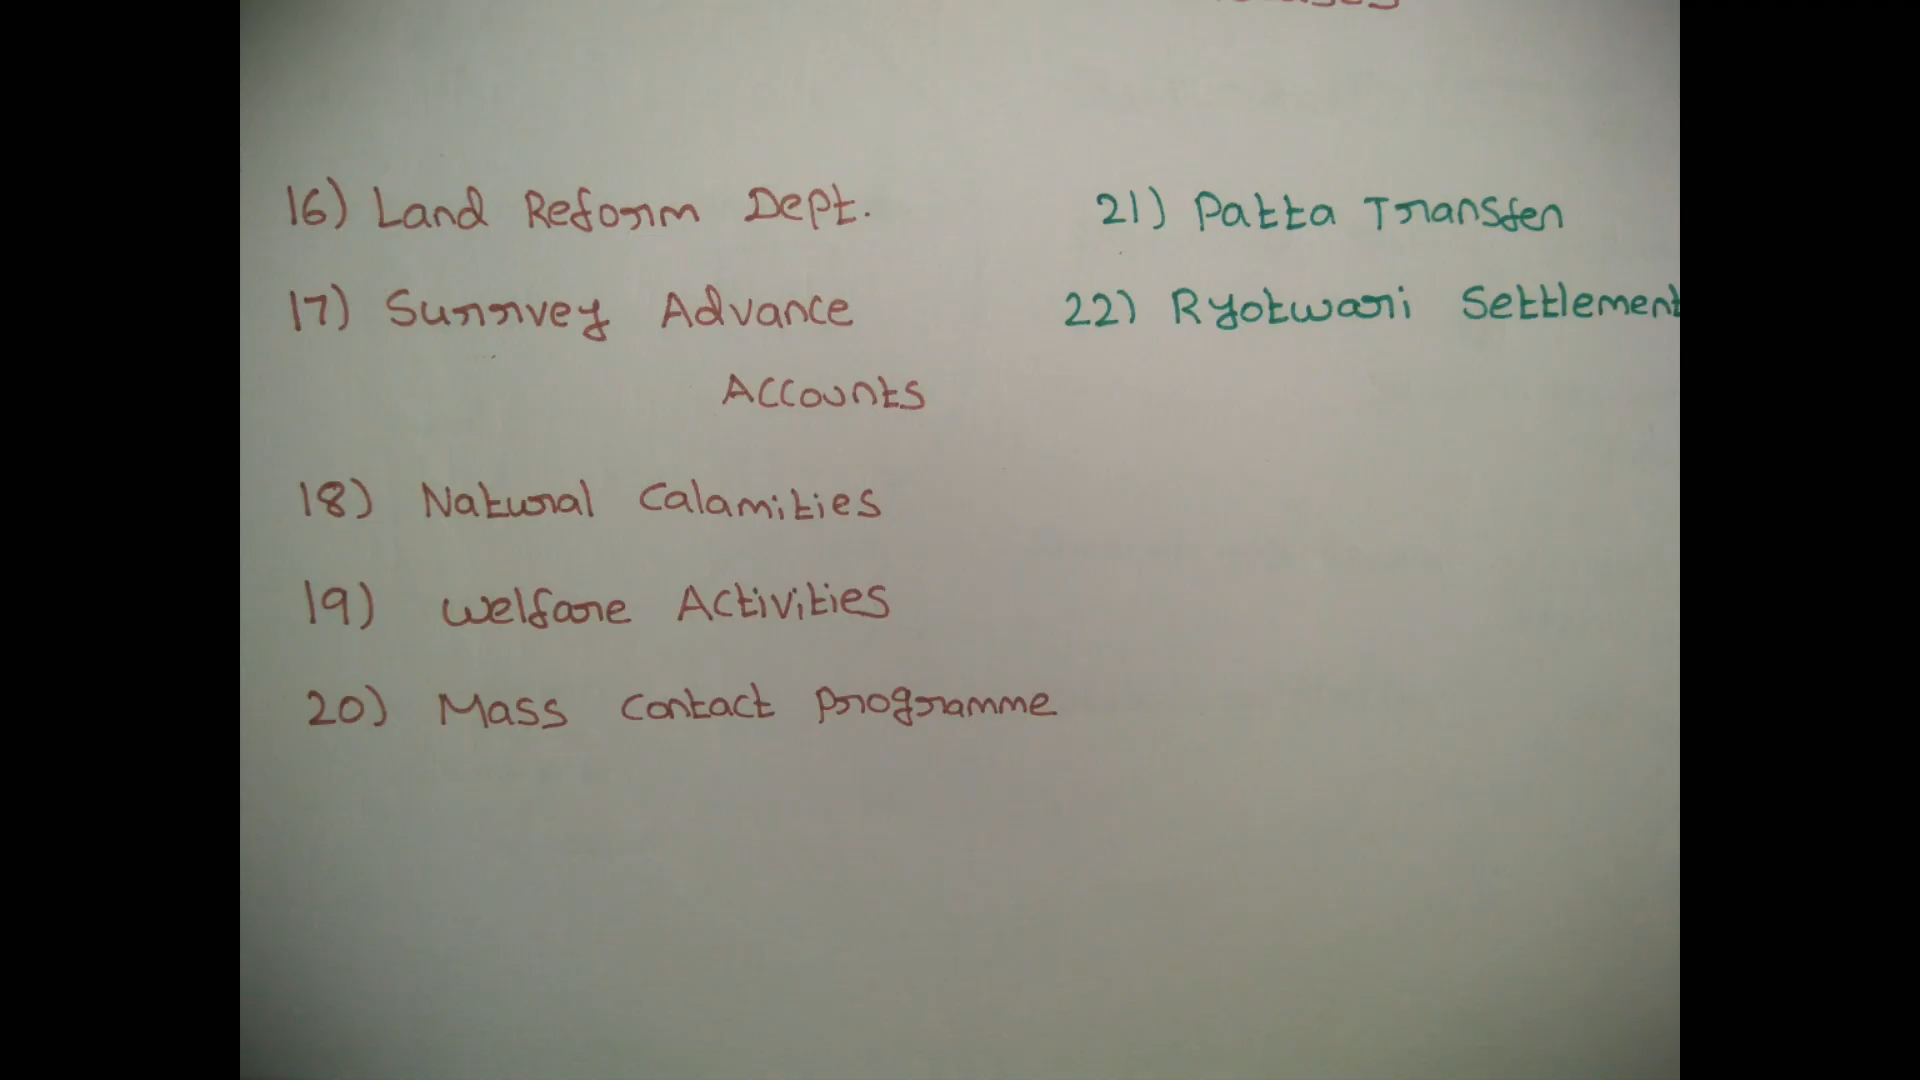 16) Land Reform Dept.
17) Surrvey Advance
Accounts
18) Natural Calamities
19) Welfare Activities
20) Mass Contact Programme
21) Patta Transfer
22) Ryotwari Settlement